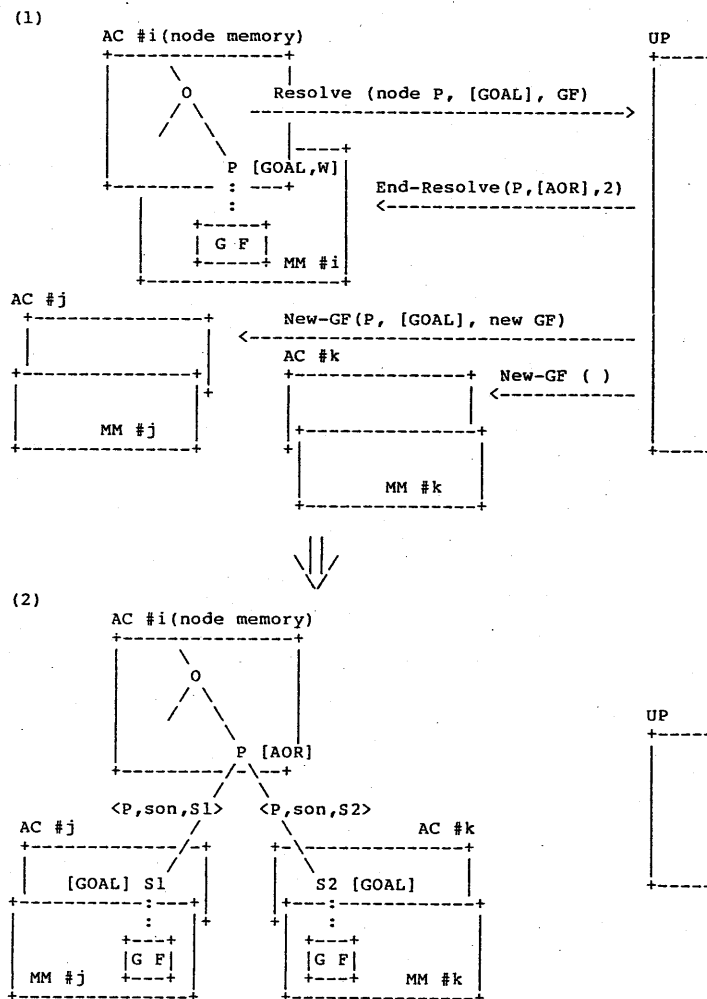 (1)
AC #i(node memory)
UP
O
Resolve (node P, [GOAL], GF)
P [GOAL,W]
End-Resolve(P,[AOR],2)
G F
MM #i
AC #j
New-GF(P, [GOAL], new GF)
AC #k
New-GF ( )
MM #j
MM #k
(2)
AC #i(node memory)
O
UP
P [AOR]
<P,son,S1> <P,son,S2>
AC #j
AC #k
[GOAL] S1
S2 [GOAL]
G F
G F
MM #j
MM #k